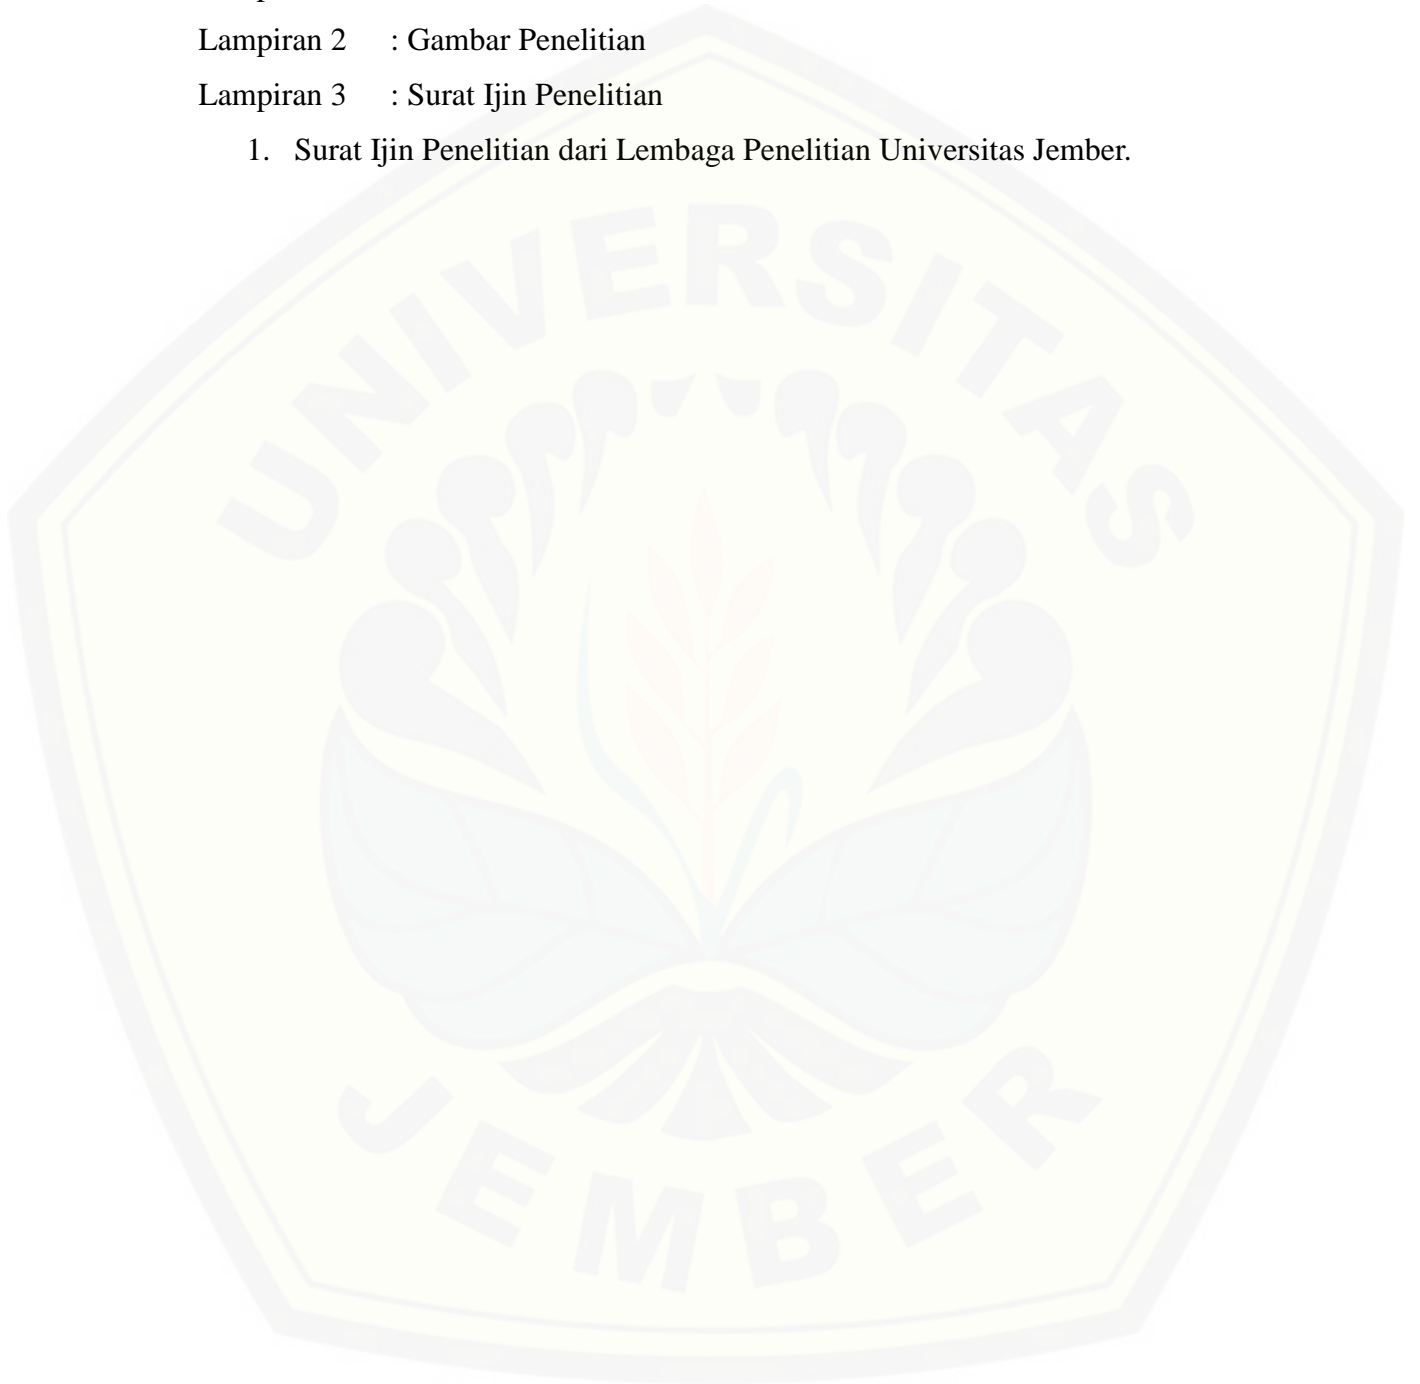 Lampiran 2 : Gambar Penelitian
Lampiran 3 : Surat Ijin Penelitian
1. Surat Ijin Penelitian dari Lembaga Penelitian Universitas Jember.
UNIVERSITAS
JEMBER